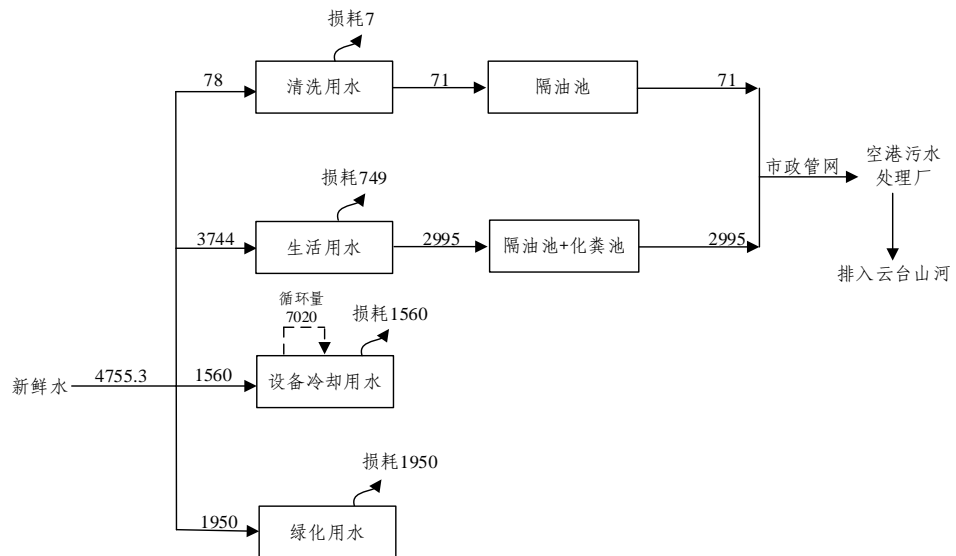 损耗7
78
清洗用水
71
隔油池
71
市政管网
空港污水
处理厂
损耗749
3744
生活用水
2995
隔油池+化粪池
2995
排入云台山河
循环量
7020
损耗1560
新鲜水
4755.3
1560
设备冷却用水
损耗1950
1950
绿化用水